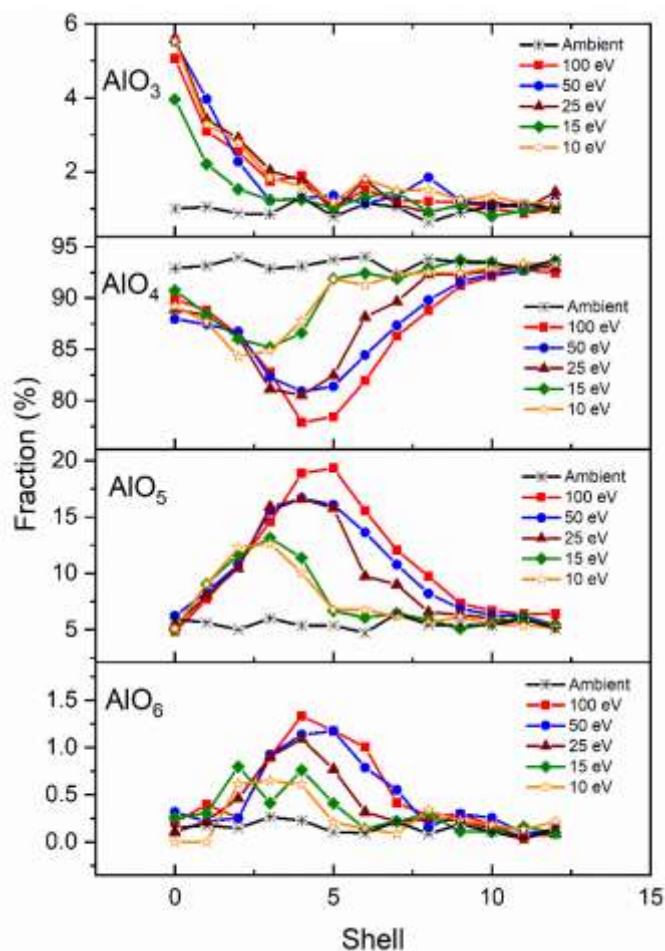 AlO3
6
4
2
Ambient
100 eV
50 eV
25 eV
15 eV
10 eV
AlO4
95
90
85
80
Ambient
100 eV
50 eV
25 eV
15 eV
10 eV
Fraction (%)
AlO5
20
15
10
5
Ambient
100 eV
50 eV
25 eV
15 eV
10 eV
AlO6
1.5
1.0
0.5
0.0
Ambient
100 eV
50 eV
25 eV
15 eV
10 eV
0 5 10 15
Shell